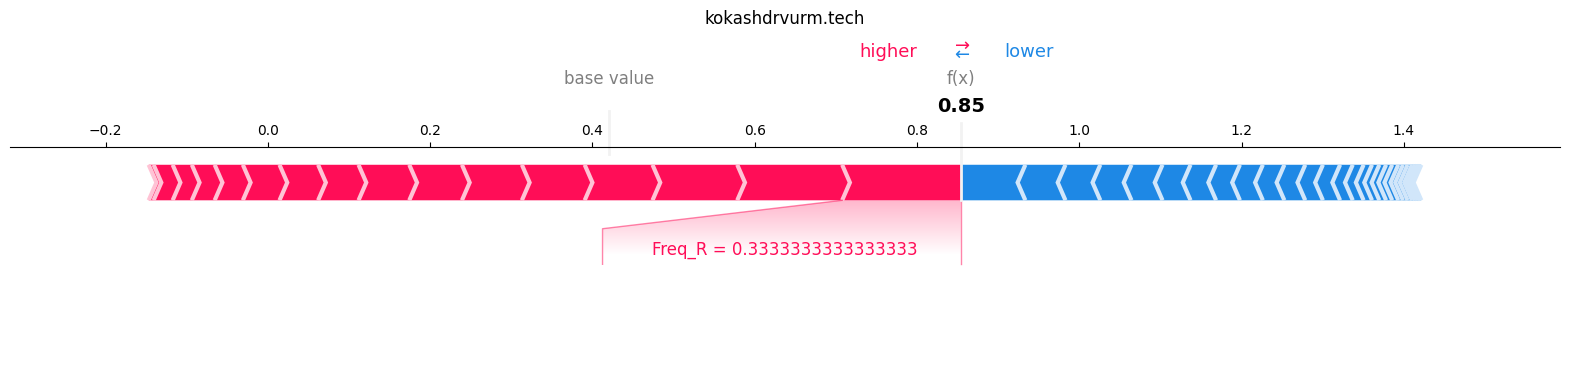 kokashdrvurm.tech
higher ⇄ lower
base value f(x)
0.85
−0.2 0.0 0.2 0.4 0.6 0.8 1.0 1.2 1.4
Freq_R = 0.3333333333333333